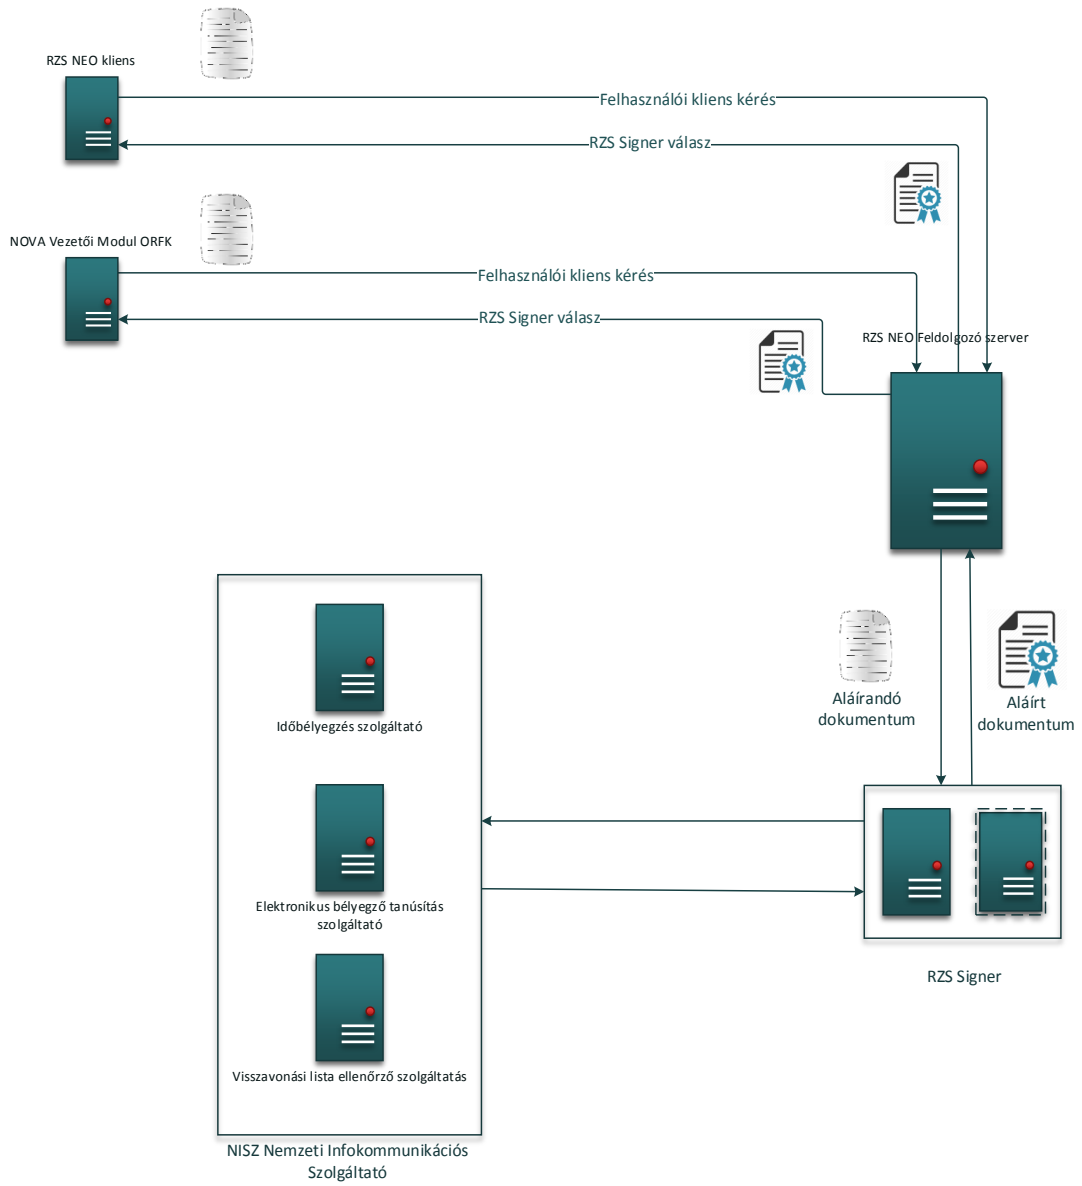 RZS NEO kliens
Felhasználói kliens kérés
RZS Signer válasz
NOVA Vezetői Modul ORFK
Felhasználói kliens kérés
RZS Signer válasz
RZS NEO Feldolgozó szerver
Aláírandó
dokumentum
Aláírt
dokumentum
Időbélyegzés szolgáltató
Elektronikus bélyegző tanúsítás
szolgáltató
RZS Signer
Visszavonási lista ellenőrző szolgáltatás
NISZ Nemzeti Infokommunikációs
Szolgáltató